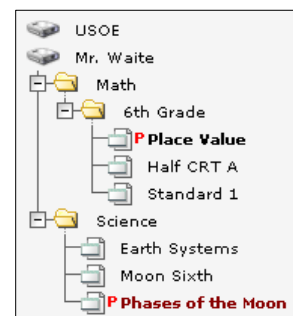 USOE
Mr. Waite
Math
6th Grade
P Place Value
Half CRT A
Standard 1
Science
Earth Systems
Moon Sixth
P Phases of the Moon